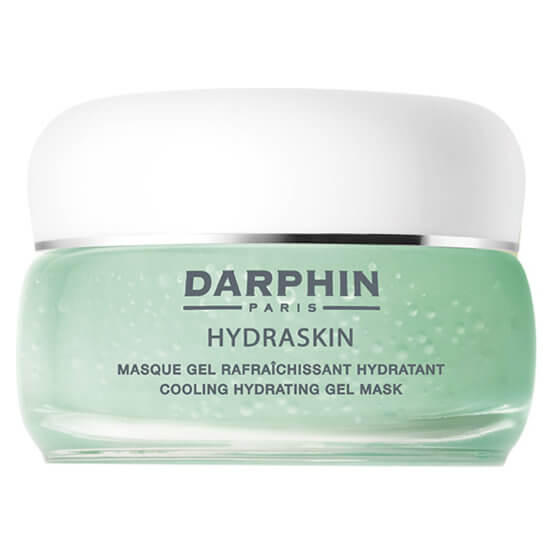 DARPHIN
PARIS
HYDRASKIN
MASQUE GEL RAFRAÎCHISSANT HYDRATANT
COOLING HYDRATING GEL MASK